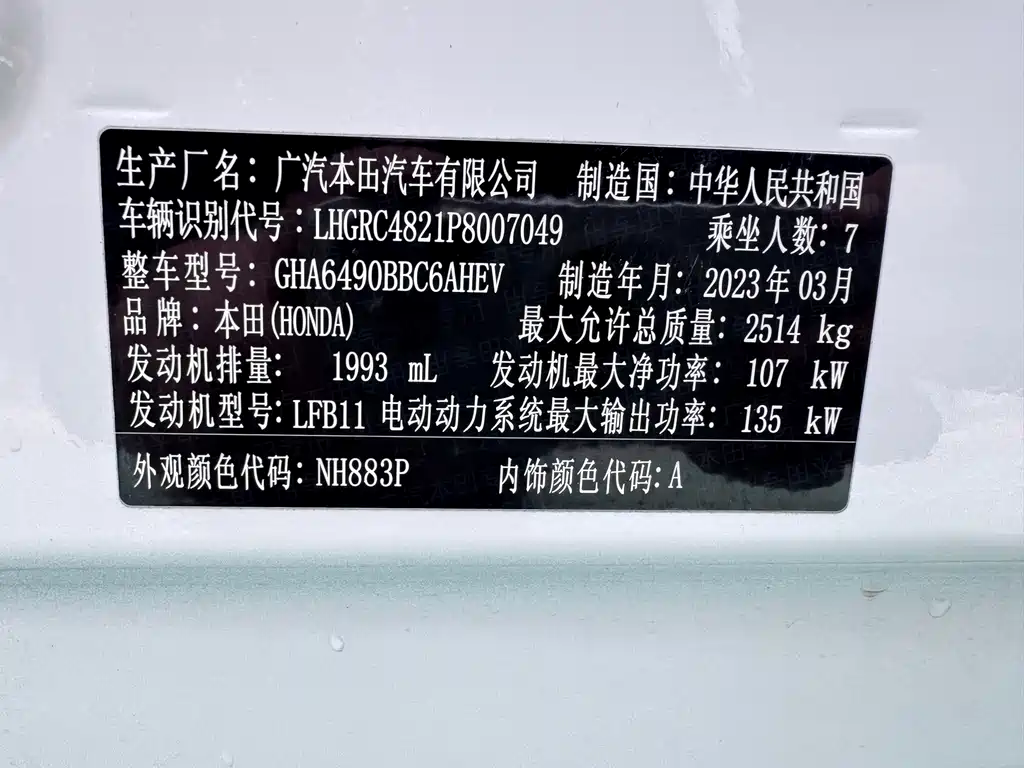 生产厂名：广汽本田汽车有限公司 制造国：中华人民共和国
车辆识别代号：LHGRC4821P8007049 乘坐人数：7
整车型号：GHA6490BBC6AHEV 制造年月：2023年03月
品牌：本田(HONDA) 最大允许总质量：2514 kg
发动机排量： 1993 mL 发动机最大净功率： 107 kW
发动机型号：LFB11 电动动力系统最大输出功率： 135 kW
外观颜色代码：NH883P 内饰颜色代码：A